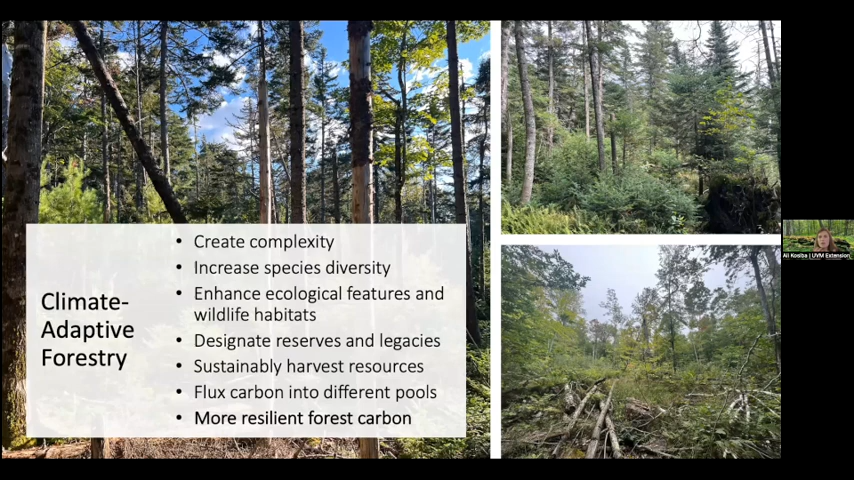 Climate-
Adaptive
Forestry
• Create complexity
• Increase species diversity
• Enhance ecological features and
wildlife habitats
• Designate reserves and legacies
• Sustainably harvest resources
• Flux carbon into different pools
• More resilient forest carbon
Ali Kosiba | UVM Extension